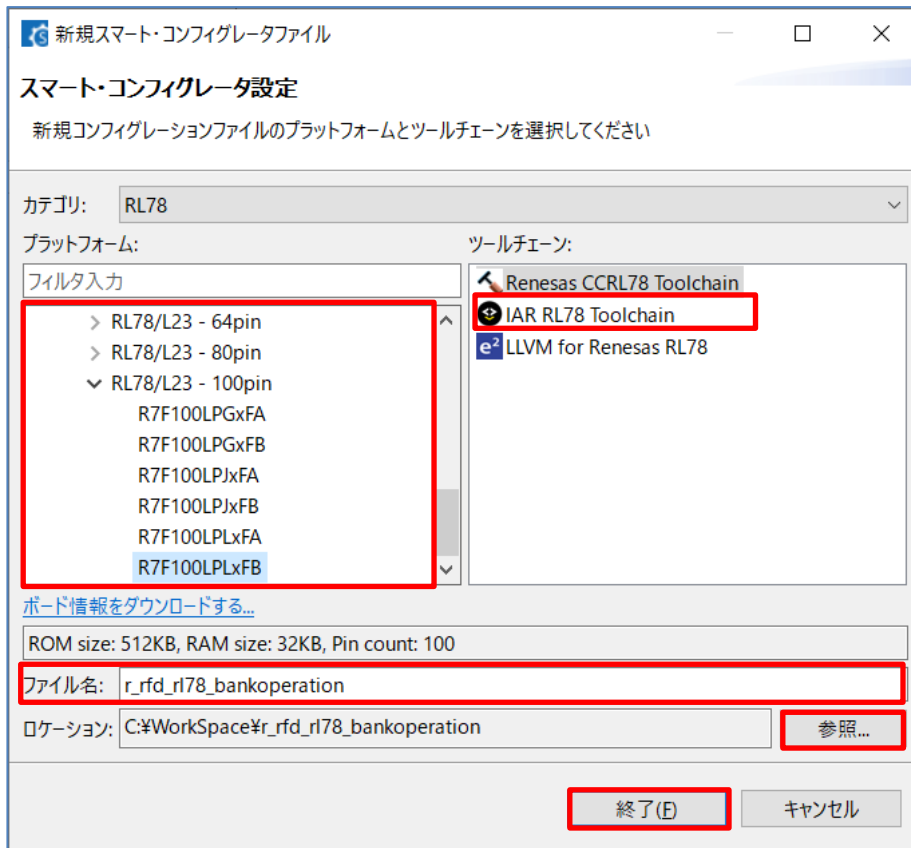 新規スマート・コンフィグレータファイル
スマート・コンフィグレータ設定
新規コンフィグレーションファイルのプラットフォームとツールチェーンを選択してください
カテゴリ: RL78
プラットフォーム:
フィルタ入力
RL78/L23 - 64pin
RL78/L23 - 80pin
RL78/L23 - 100pin
R7F100LPGxFA
R7F100LPGxFB
R7F100LPJxFA
R7F100LPJxFB
R7F100LPLxFA
R7F100LPLxFB
ツールチェーン:
Renesas CCRL78 Toolchain
IAR RL78 Toolchain
e² LLVM for Renesas RL78
ボード情報をダウンロードする...
ROM size: 512KB, RAM size: 32KB, Pin count: 100
ファイル名: r_rfd_rl78_bankoperation
ロケーション: C:¥WorkSpace¥r_rfd_rl78_bankoperation 参照...
終了(F) キャンセル